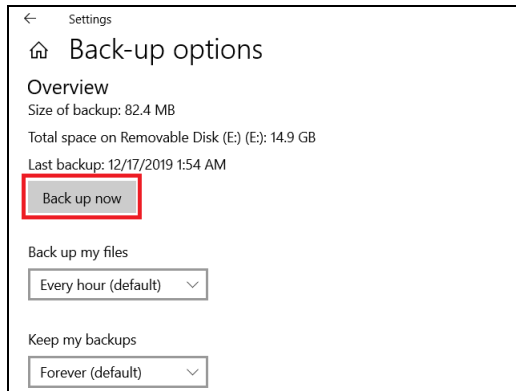 Settings
Back-up options
Overview
Size of backup: 82.4 MB
Total space on Removable Disk (E:) (E:): 14.9 GB
Last backup: 12/17/2019 1:54 AM
Back up now
Back up my files
Every hour (default)
Keep my backups
Forever (default)